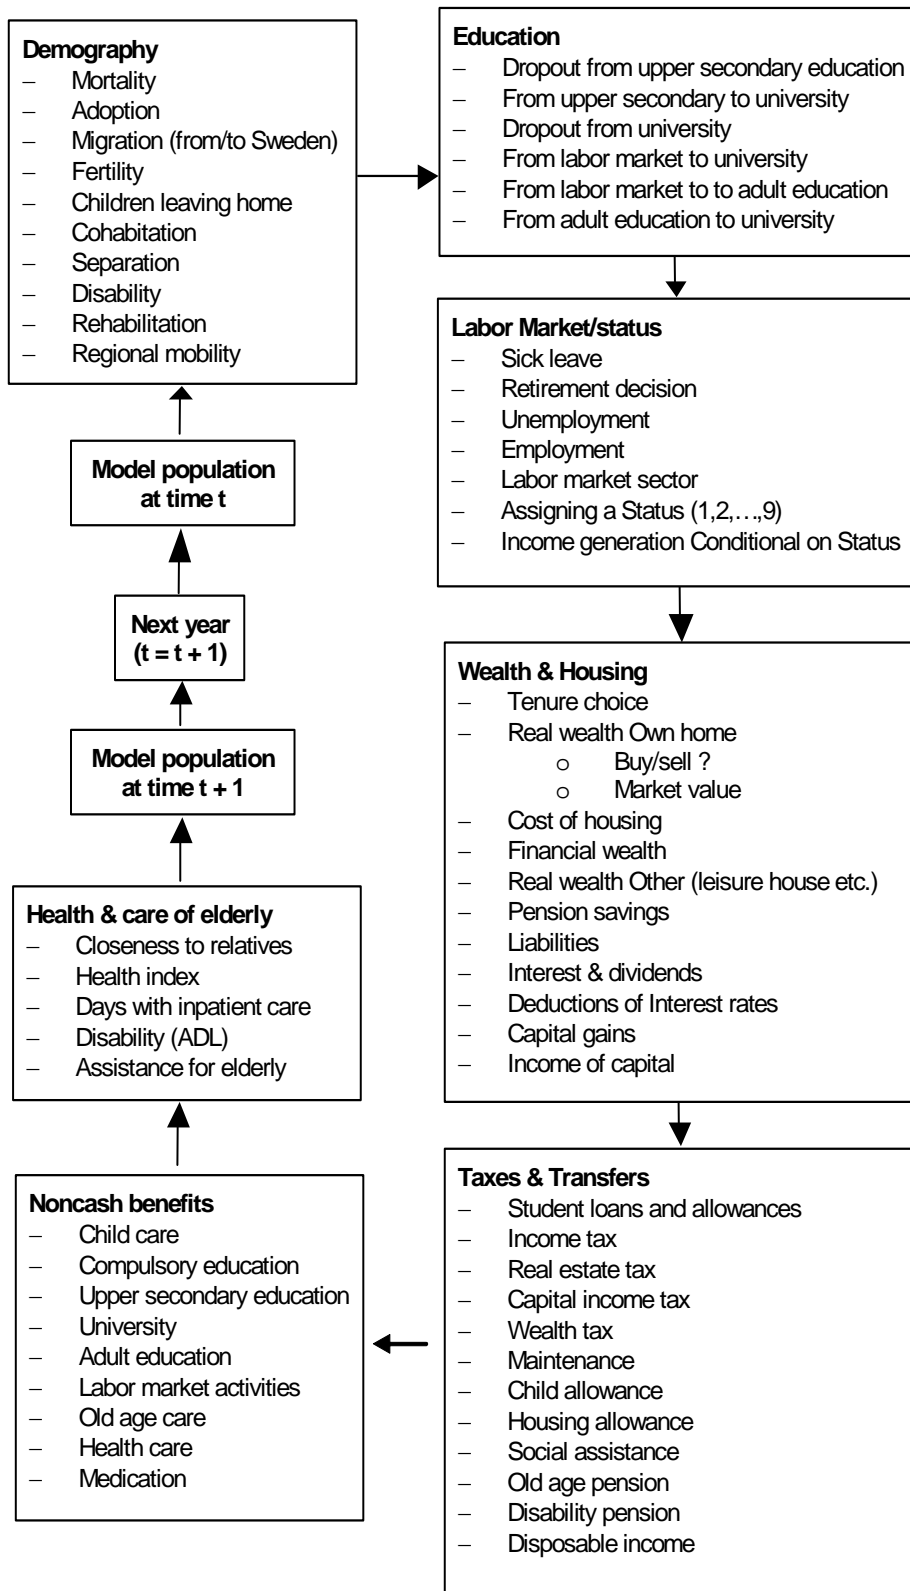 Demography
– Mortality
– Adoption
– Migration (from/to Sweden)
– Fertility
– Children leaving home
– Cohabitation
– Separation
– Disability
– Rehabilitation
– Regional mobility
Education
– Dropout from upper secondary education
– From upper secondary to university
– Dropout from university
– From labor market to university
– From labor market to to adult education
– From adult education to university
Labor Market/status
– Sick leave
– Retirement decision
– Unemployment
– Employment
– Labor market sector
– Assigning a Status (1,2,…,9)
– Income generation Conditional on Status
Wealth & Housing
– Tenure choice
– Real wealth Own home
o Buy/sell ?
o Market value
– Cost of housing
– Financial wealth
– Real wealth Other (leisure house etc.)
– Pension savings
– Liabilities
– Interest & dividends
– Deductions of Interest rates
– Capital gains
– Income of capital
Taxes & Transfers
– Student loans and allowances
– Income tax
– Real estate tax
– Capital income tax
– Wealth tax
– Maintenance
– Child allowance
– Housing allowance
– Social assistance
– Old age pension
– Disability pension
– Disposable income
Noncash benefits
– Child care
– Compulsory education
– Upper secondary education
– University
– Adult education
– Labor market activities
– Old age care
– Health care
– Medication
Health & care of elderly
– Closeness to relatives
– Health index
– Days with inpatient care
– Disability (ADL)
– Assistance for elderly
Model population
at time t + 1
Next year
(t = t + 1)
Model population
at time t